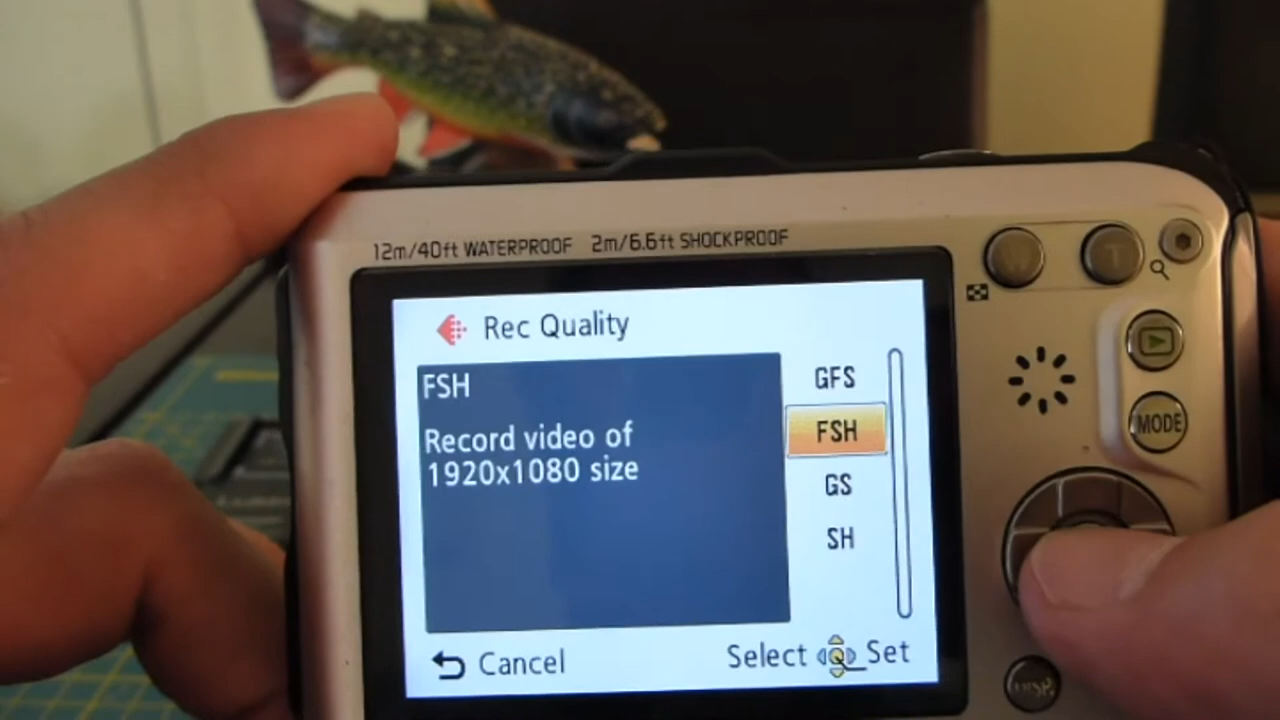 12m/40ft WATERPROOF 2m/6.6ft SHOCKPROOF
Rec Quality
FSH
Record video of
1920x1080 size
GFS
FSH
GS
SH
Cancel
Select Set
W
T
MODE
DISP.